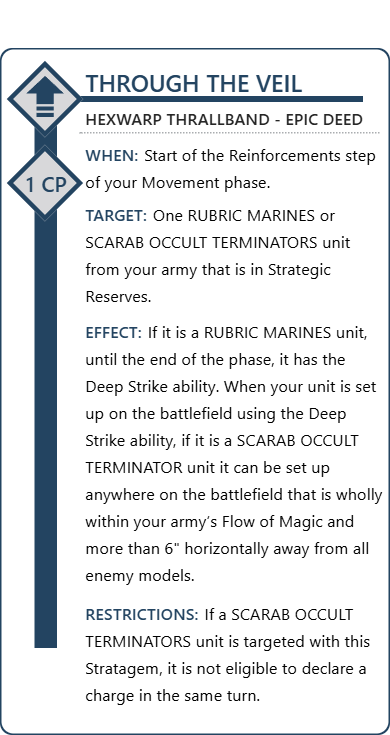 THROUGH THE VEIL
HEXWARP THRALLBAND - EPIC DEED
1 CP
WHEN: Start of the Reinforcements step
of your Movement phase.
TARGET: One RUBRIC MARINES or
SCARAB OCCULT TERMINATORS unit
from your army that is in Strategic
Reserves.
EFFECT: If it is a RUBRIC MARINES unit,
until the end of the phase, it has the
Deep Strike ability. When your unit is set
up on the battlefield using the Deep
Strike ability, if it is a SCARAB OCCULT
TERMINATOR unit it can be set up
anywhere on the battlefield that is wholly
within your army’s Flow of Magic and
more than 6" horizontally away from all
enemy models.
RESTRICTIONS: If a SCARAB OCCULT
TERMINATORS unit is targeted with this
Stratagem, it is not eligible to declare a
charge in the same turn.